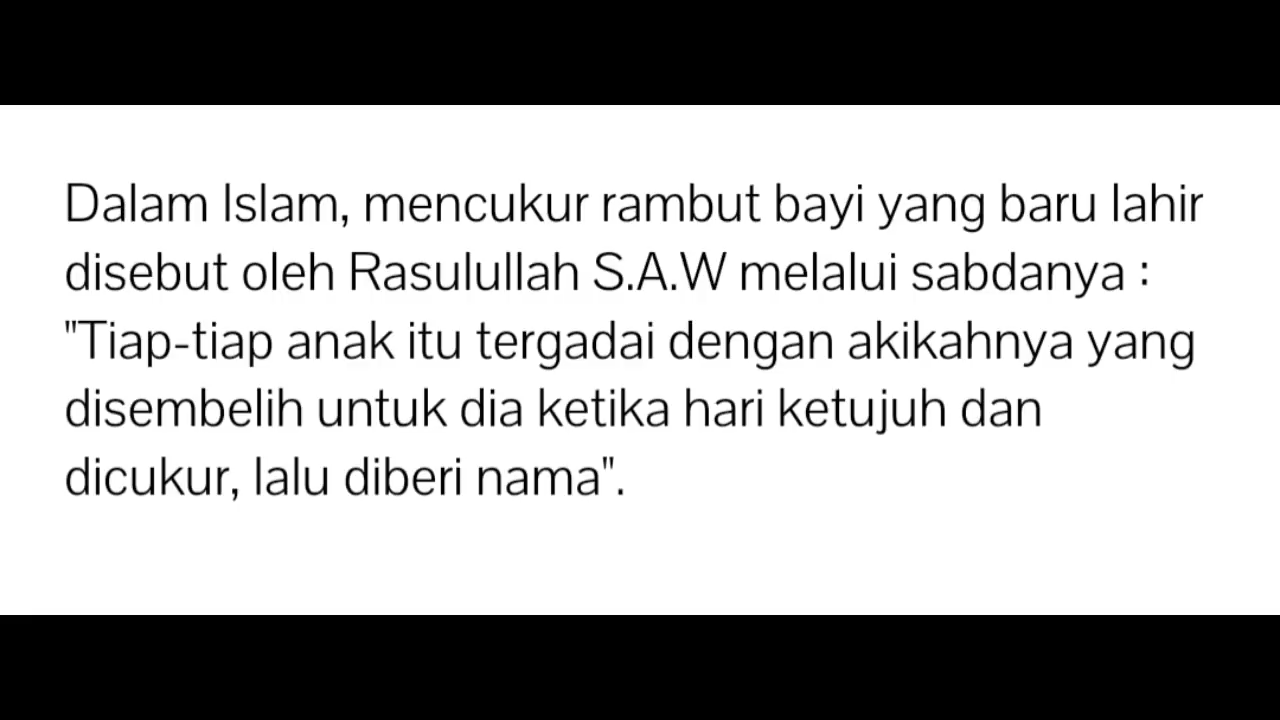 Dalam Islam, mencukur rambut bayi yang baru lahir
disebut oleh Rasulullah S.A.W melalui sabdanya :
"Tiap-tiap anak itu tergadai dengan akikahnya yang
disembelih untuk dia ketika hari ketujuh dan
dicukur, lalu diberi nama".